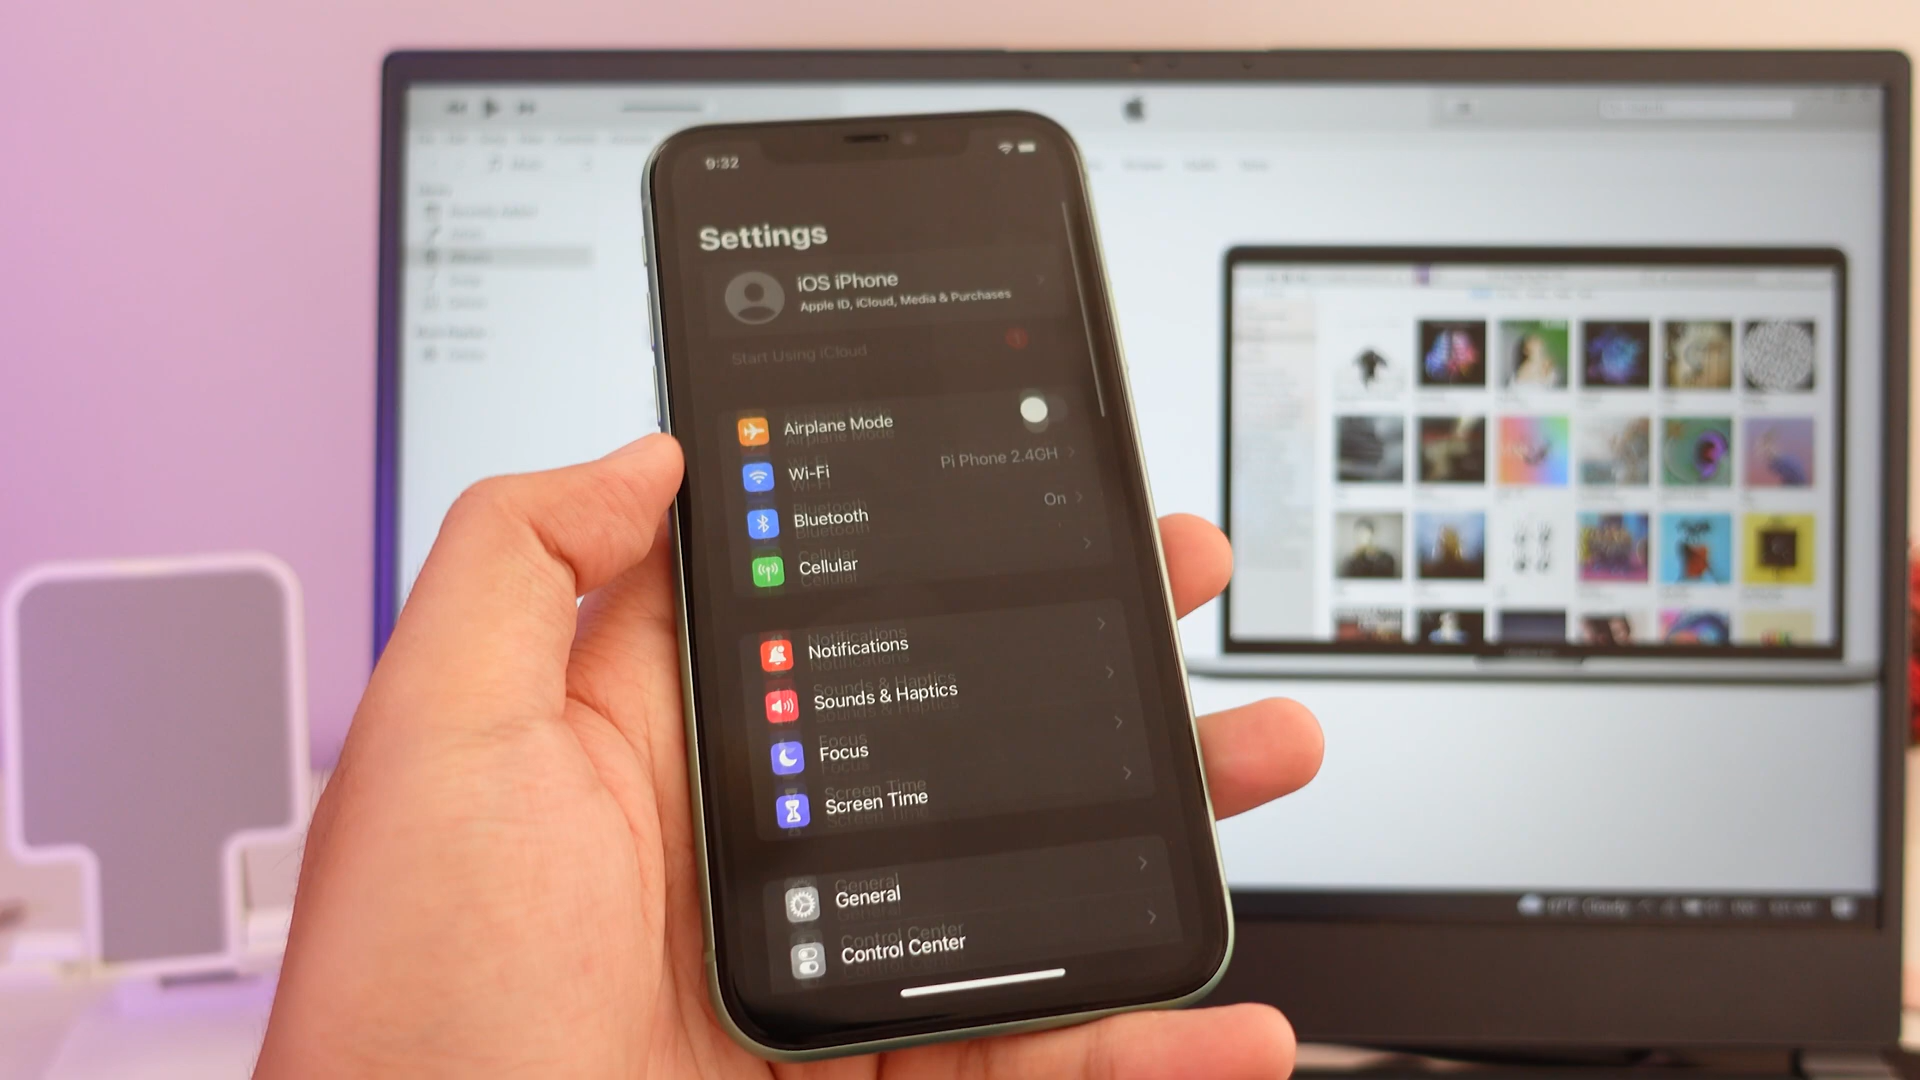 9:32
Settings
iOS iPhone
Apple ID, iCloud, Media & Purchases
Start Using iCloud
Airplane Mode
Wi-Fi Pi Phone 2.4GH
Bluetooth On
Cellular
Notifications
Sounds & Haptics
Focus
Screen Time
General
Control Center